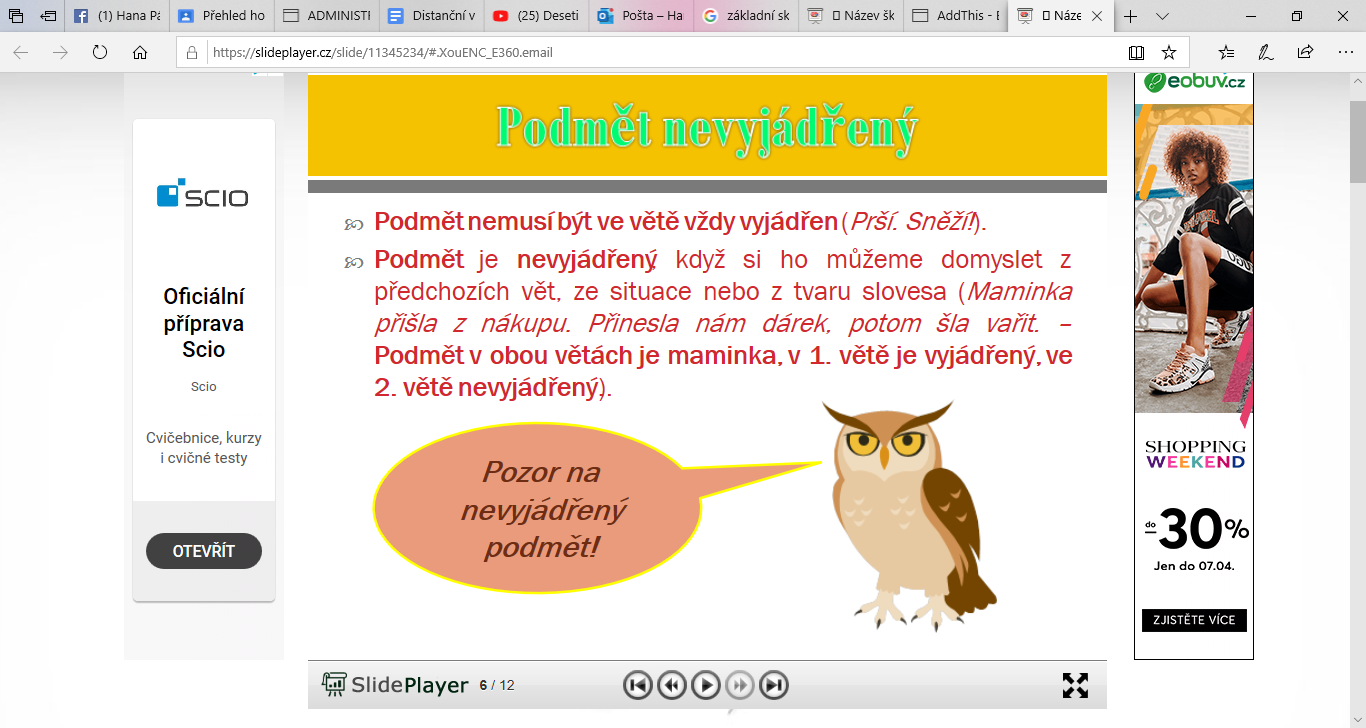 (1) Hana Pá
Přehled ho
ADMINISTR
Distanční v
(25) Deseti
Pošta – Ha
základní sk
Název šk
AddThis - E
Náze
https://slideplayer.cz/slide/11345234/#.XouENC_E360.email
SCIO
Oficiální
příprava
Scio
Scio
Cvičebnice, kurzy
i cvičné testy
OTEVŘÍT
Podmět nevyjádřený
Podmět nemusí být ve větě vždy vyjádřen (Prší. Sněží!).
Podmět je nevyjádřený, když si ho můžeme domyslet z
předchozích vět, ze situace nebo z tvaru slovesa (Maminka
přišla z nákupu. Přinesla nám dárek, potom šla vařit. –
Podmět v obou větách je maminka, v 1. větě je vyjádřený, ve
2. větě nevyjádřený).
Pozor na
nevyjádřený
podmět!
SlidePlayer
6 / 12
eobuv.cz
SHOPPING
WEEKEND
do
-30%
Jen do 07.04.
ZJISTĚTE VÍCE